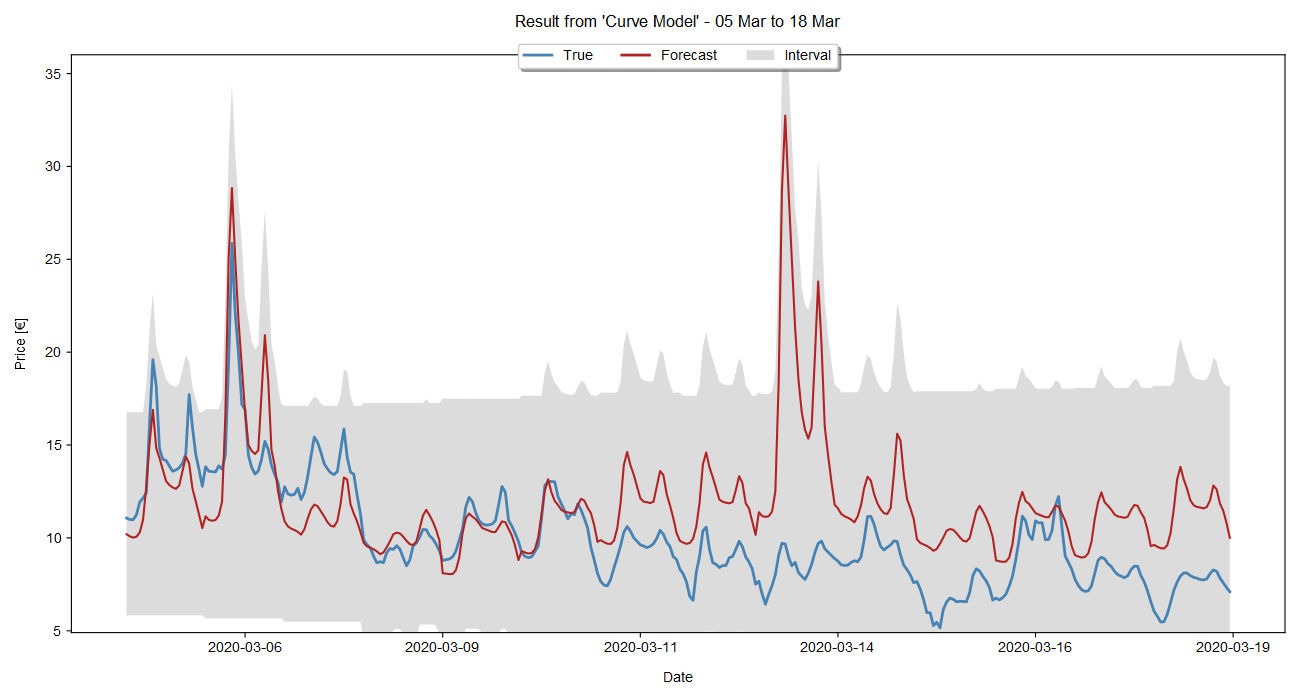 Result from 'Curve Model' - 05 Mar to 18 Mar
True Forecast Interval
35
30
25
20
15
10
5
Price [€]
2020-03-06 2020-03-09 2020-03-11 2020-03-14 2020-03-16 2020-03-19
Date